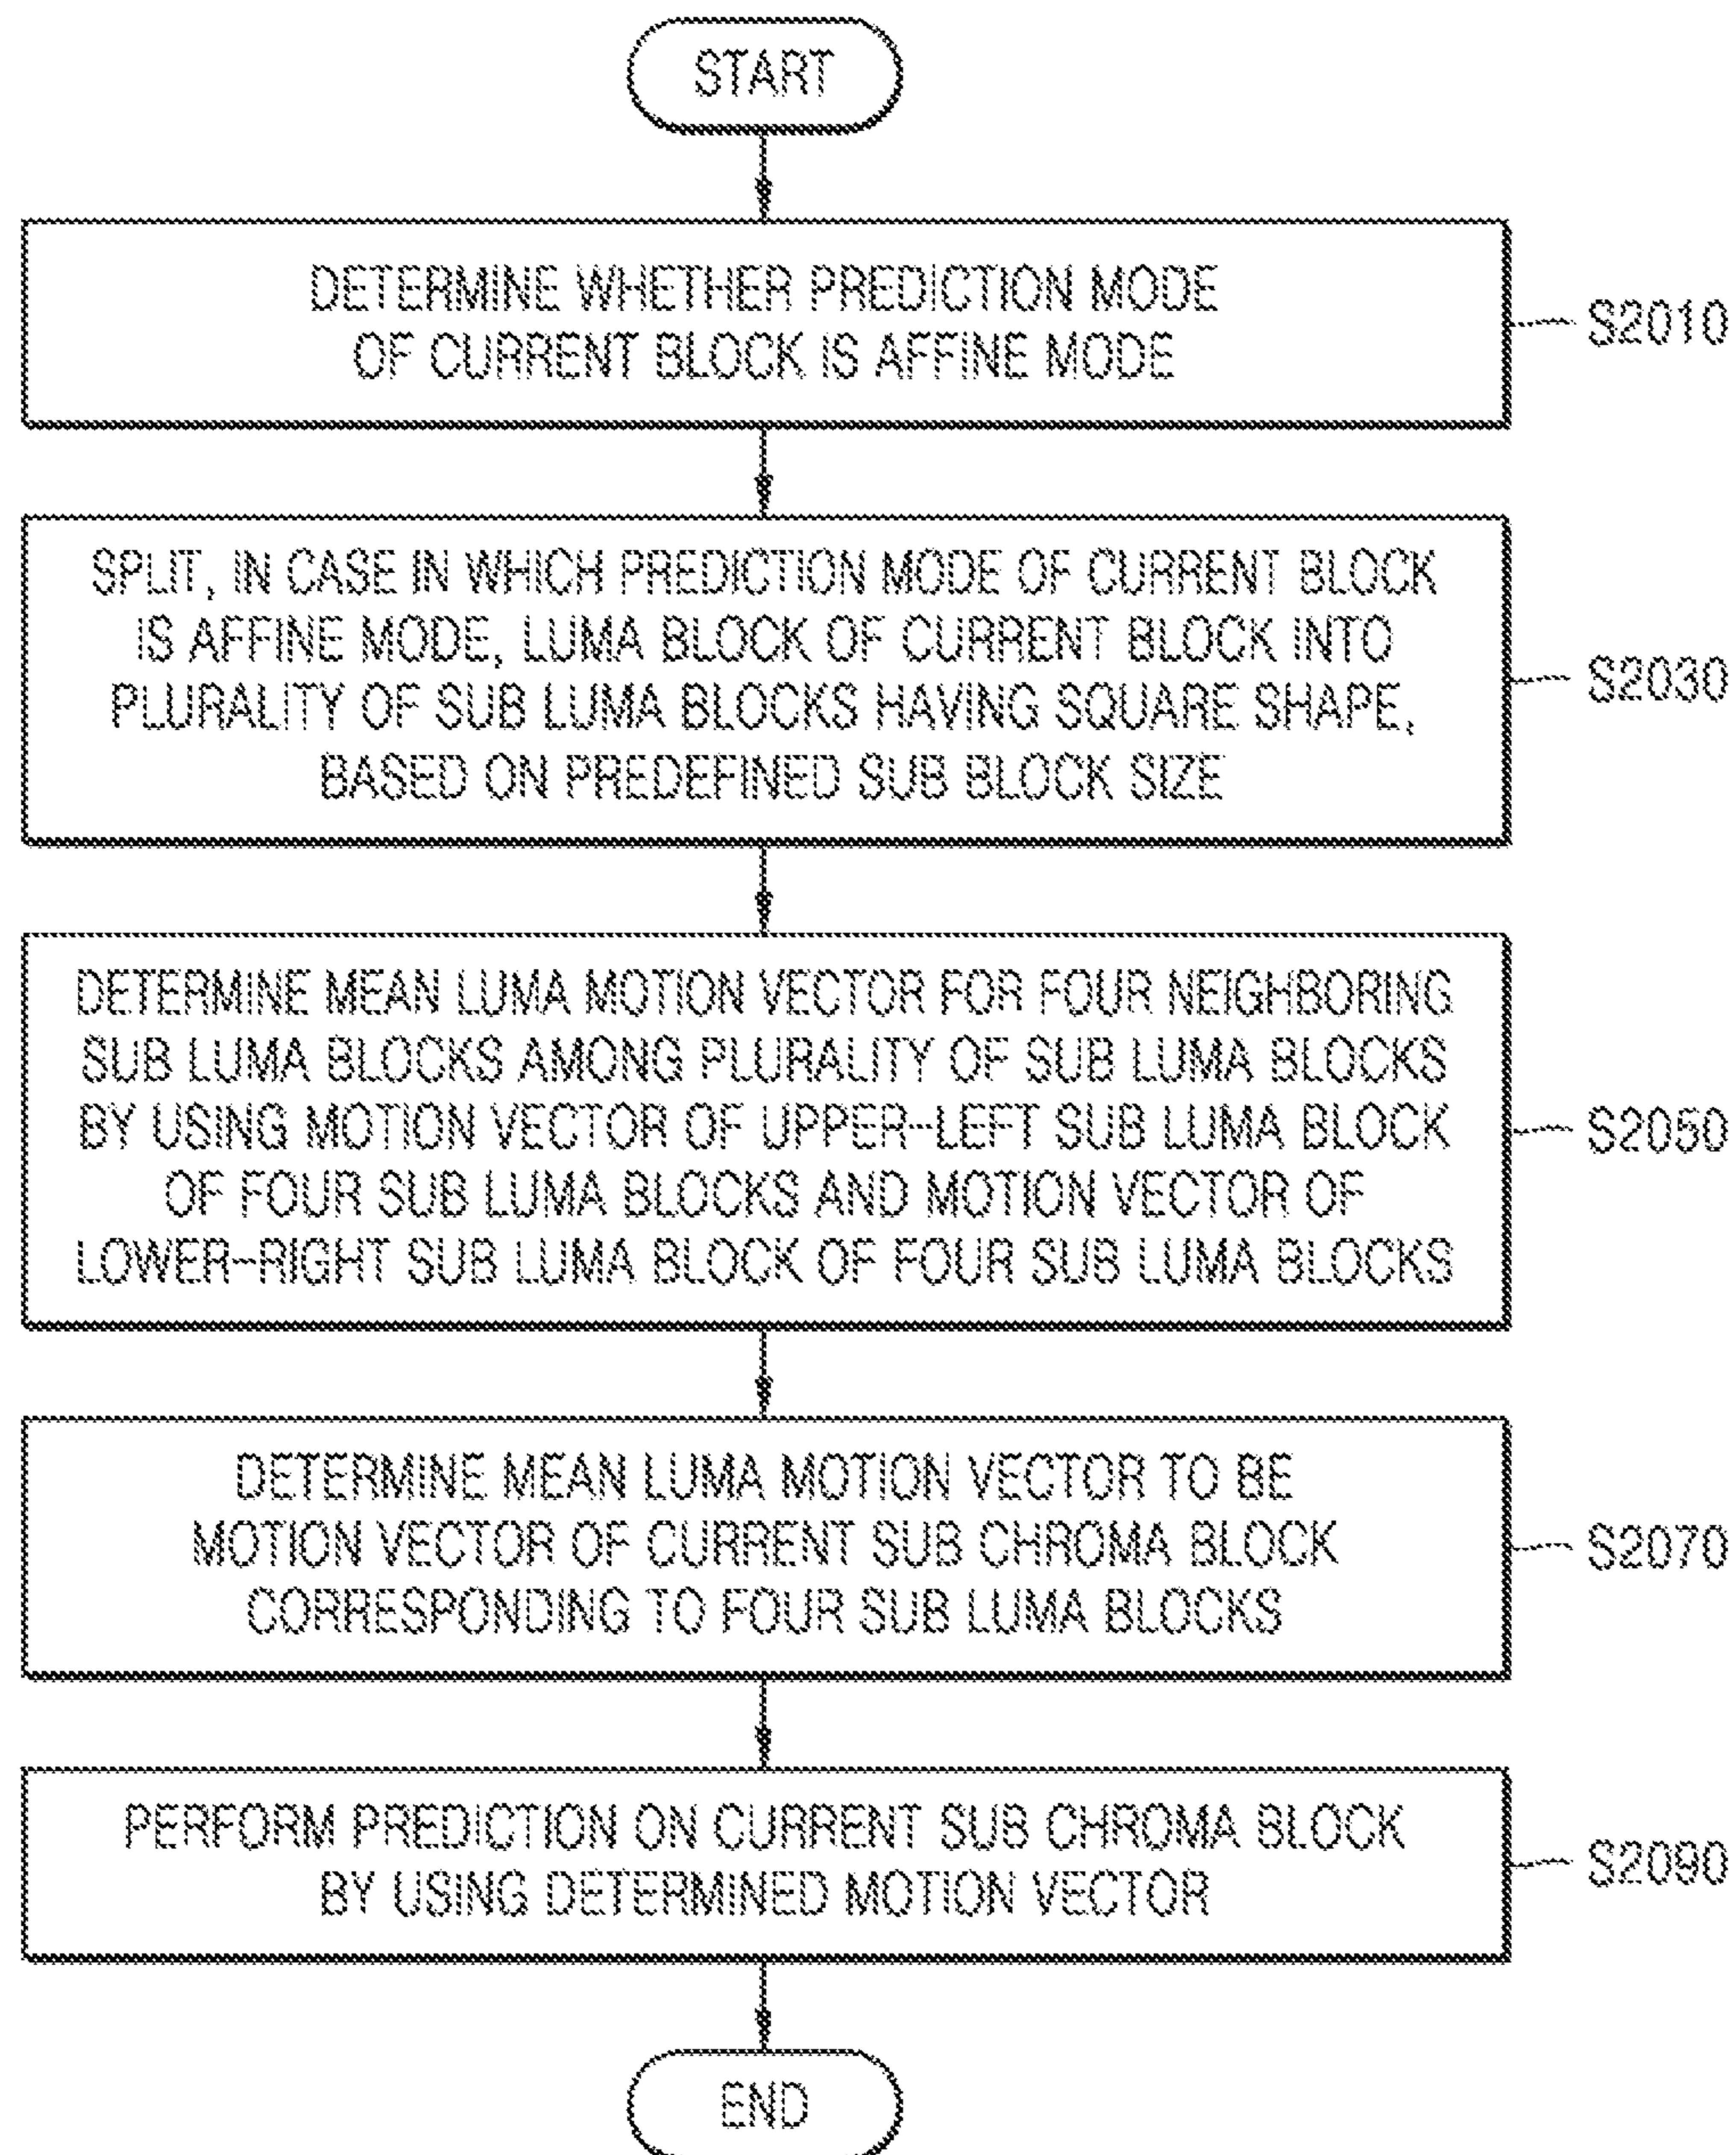 START
DETERMINE WHETHER PREDICTION MODE
OF CURRENT BLOCK IS AFFINE MODE
S2010
SPLIT, IN CASE IN WHICH PREDICTION MODE OF CURRENT BLOCK
IS AFFINE MODE, LUMA BLOCK OF CURRENT BLOCK INTO
PLURALITY OF SUB LUMA BLOCKS HAVING SQUARE SHAPE,
BASED ON PREDEFINED SUB BLOCK SIZE
S2030
DETERMINE MEAN LUMA MOTION VECTOR FOR FOUR NEIGHBORING
SUB LUMA BLOCKS AMONG PLURALITY OF SUB LUMA BLOCKS
BY USING MOTION VECTOR OF UPPER-LEFT SUB LUMA BLOCK
OF FOUR SUB LUMA BLOCKS AND MOTION VECTOR OF
LOWER-RIGHT SUB LUMA BLOCK OF FOUR SUB LUMA BLOCKS
S2050
DETERMINE MEAN LUMA MOTION VECTOR TO BE
MOTION VECTOR OF CURRENT SUB CHROMA BLOCK
CORRESPONDING TO FOUR SUB LUMA BLOCKS
S2070
PERFORM PREDICTION ON CURRENT SUB CHROMA BLOCK
BY USING DETERMINED MOTION VECTOR
S2090
END